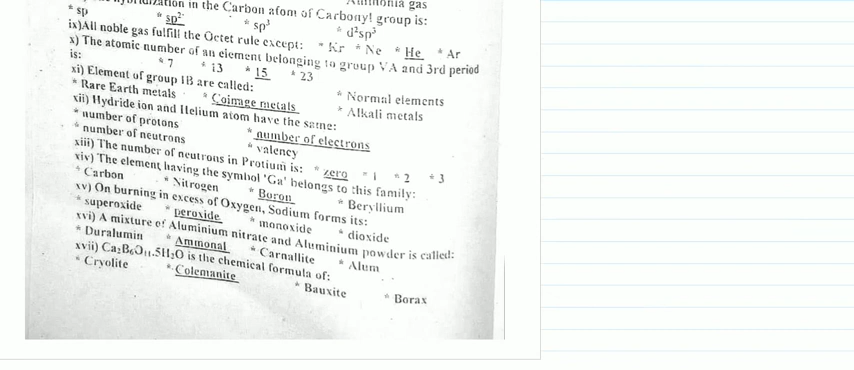 Ammonia gas
in the Carbon afom of Carbony! group is:
* sp * sp² * sp³ * d²sp³
ix)All noble gas fulfill the Octet rule except: * Kr * Ne * He * Ar
x) The atomic number of an element belonging to group VA and 3rd period
is: * 7 * 13 * 15 * 23
xi) Element of group IB are called: * Normal elements
* Rare Earth metals * Coimage metals * Alkali metals
xii) Hydride ion and Helium atom have the same:
* number of protons * number of electrons
* number of neutrons * valency
xiii) The number of neutrons in Protium is: * zero * 1 * 2 * 3
xiv) The element having the symbol 'Ga' belongs to this family:
* Carbon * Nitrogen * Boron * Beryllium
xv) On burning in excess of Oxygen, Sodium forms its:
* superoxide * peroxide * monoxide * dioxide
xvi) A mixture of Aluminium nitrate and Aluminium powder is called:
* Duralumin * Ammonal * Carnallite * Alum
xvii) Ca₂B₆O₁₁.5H₂O is the chemical formula of:
* Cryolite * Colemanite * Bauxite * Borax